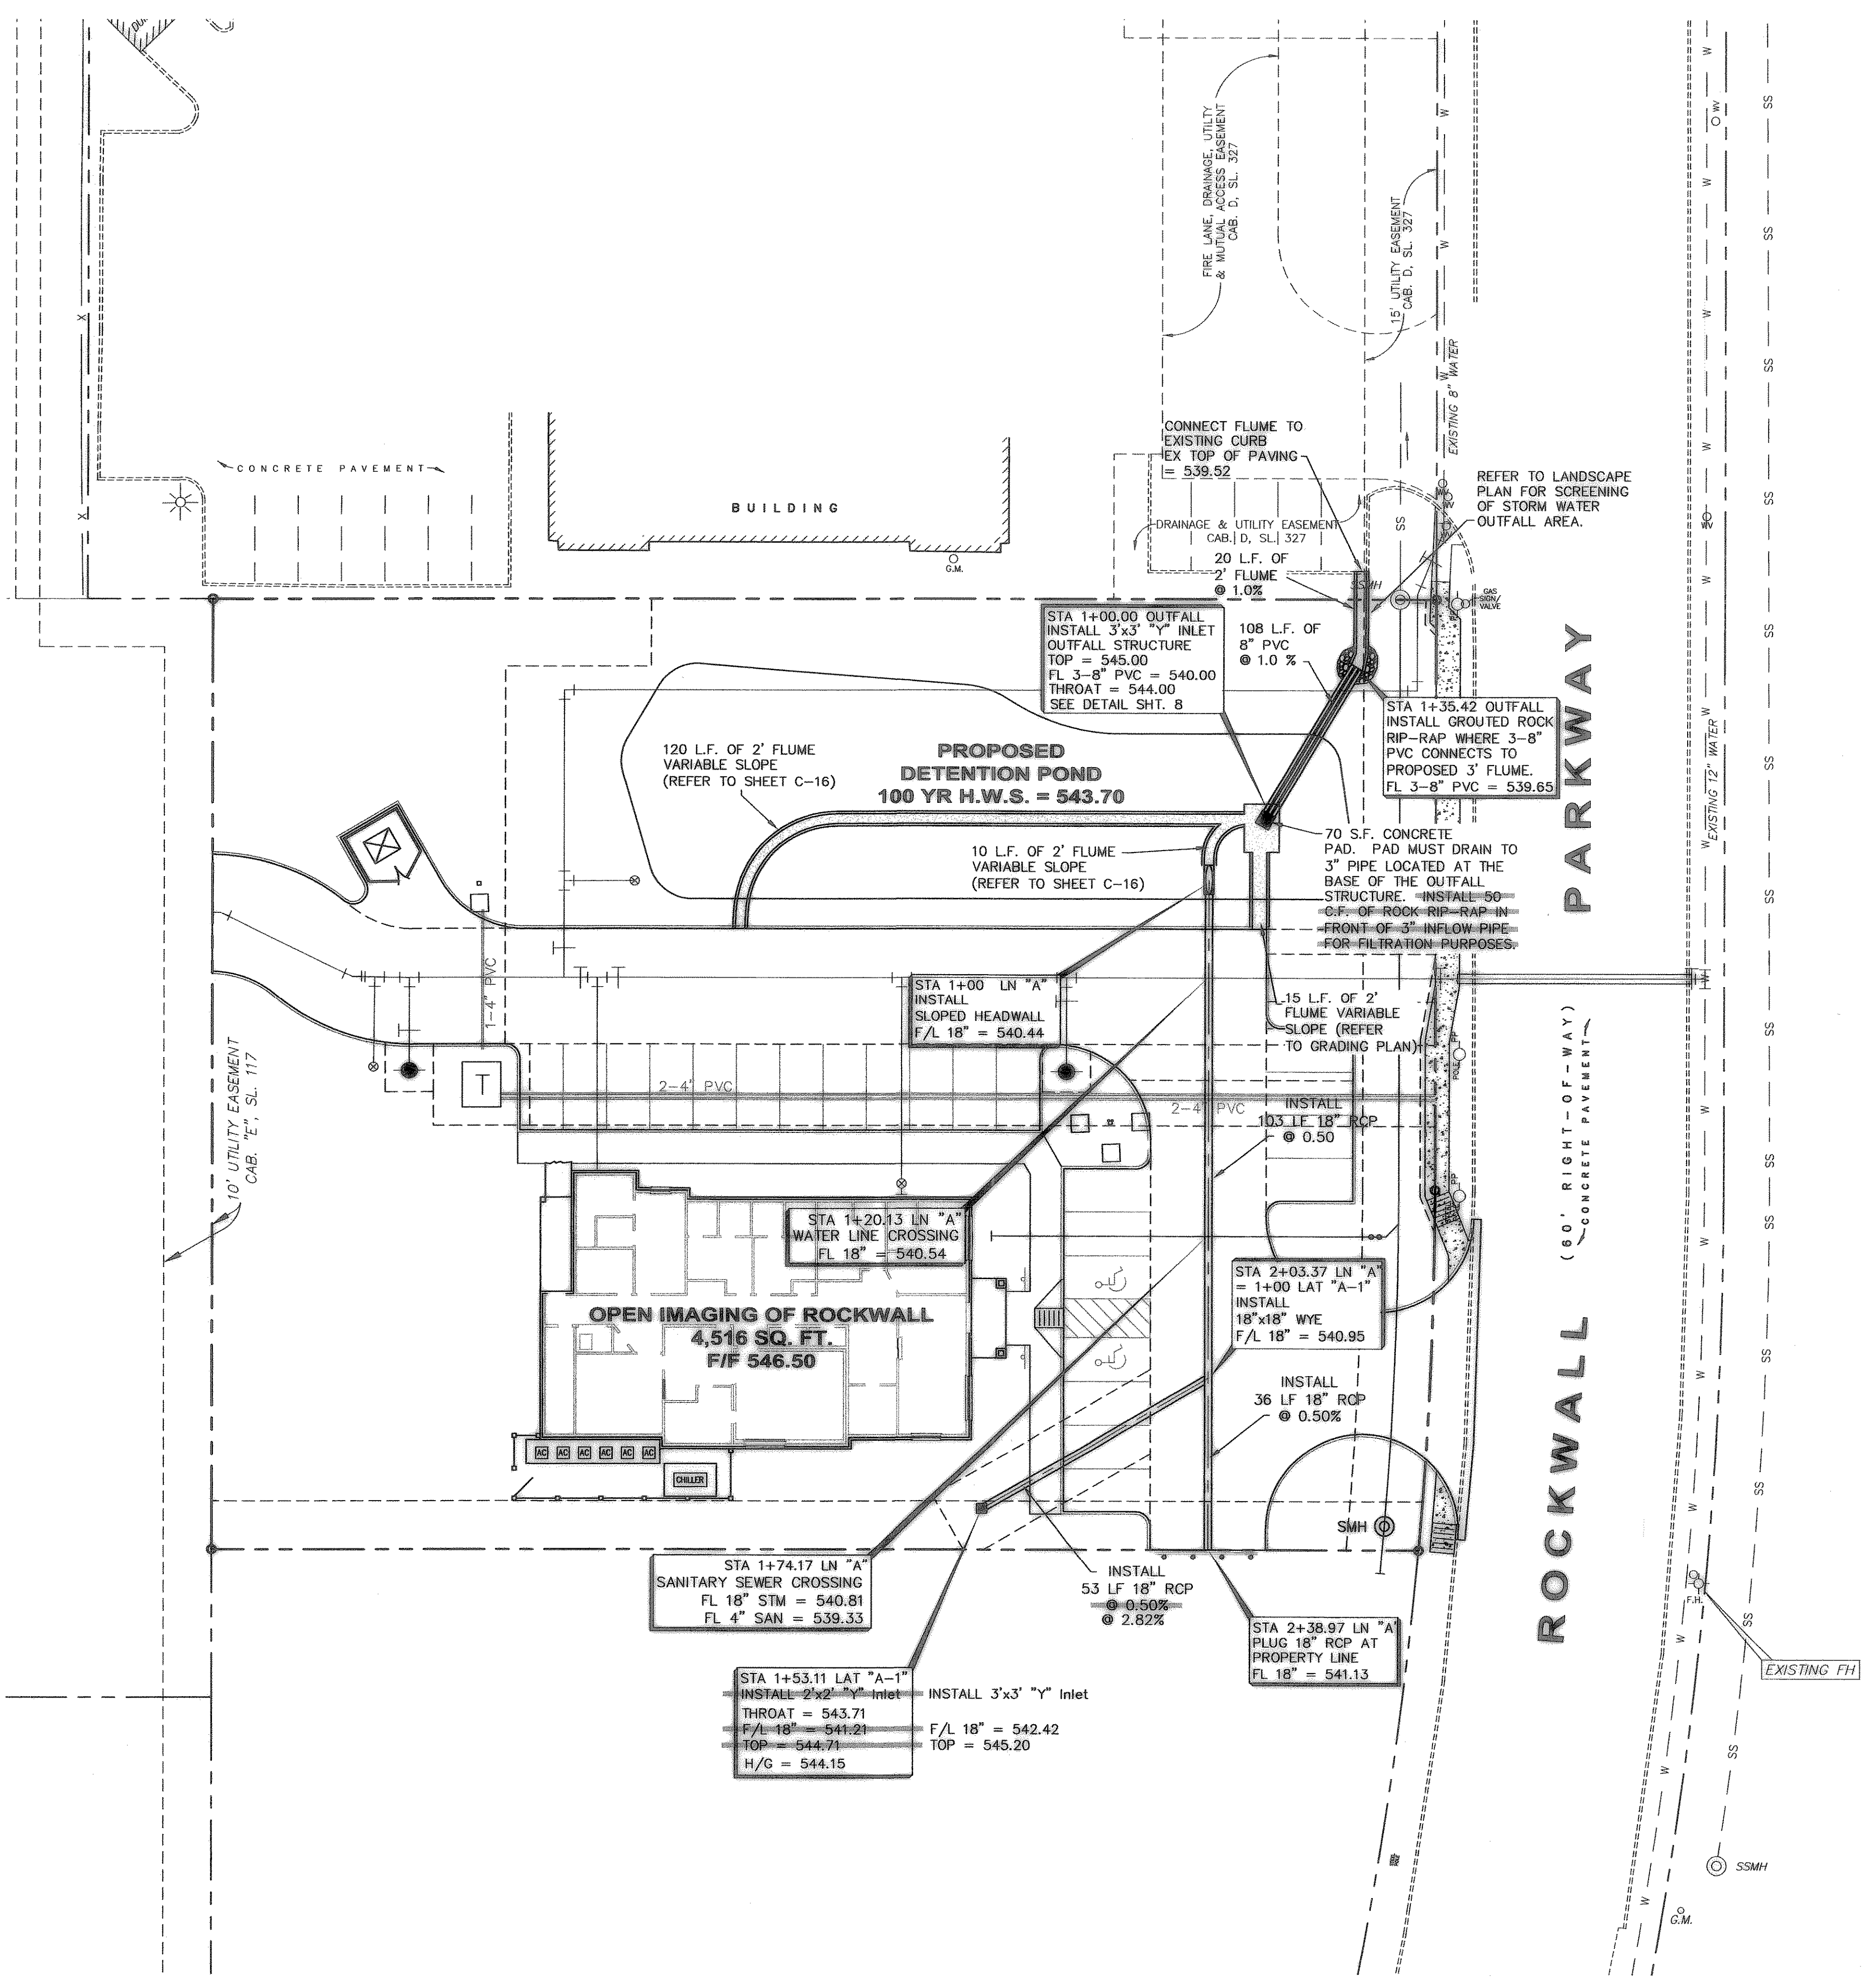 FIRE LANE, DRAINAGE, UTILITY
& MUTUAL ACCESS EASEMENT
CAB. D, SL. 327
15' UTILITY EASEMENT
CAB. D, SL. 327
EXISTING 8" WATER
WV
CONNECT FLUME TO
EXISTING CURB
EX TOP OF PAVING
= 539.52
REFER TO LANDSCAPE
PLAN FOR SCREENING
OF STORM WATER
OUTFALL AREA.
CONCRETE PAVEMENT
BUILDING
G.M.
DRAINAGE & UTILITY EASEMENT
CAB. D, SL. 327
20 L.F. OF
2' FLUME
@ 1.0%
SSMH
GAS
SIGN/
VALVE
STA 1+00.00 OUTFALL
INSTALL 3'x3' "Y" INLET
OUTFALL STRUCTURE
TOP = 545.00
FL 3-8" PVC = 540.00
THROAT = 544.00
SEE DETAIL SHT. 8
108 L.F. OF
8" PVC
@ 1.0 %
STA 1+35.42 OUTFALL
INSTALL GROUTED ROCK
RIP-RAP WHERE 3-8"
PVC CONNECTS TO
PROPOSED 3' FLUME.
FL 3-8" PVC = 539.65
120 L.F. OF 2' FLUME
VARIABLE SLOPE
(REFER TO SHEET C-16)
PROPOSED
DETENTION POND
100 YR H.W.S. = 543.70
10 L.F. OF 2' FLUME
VARIABLE SLOPE
(REFER TO SHEET C-16)
70 S.F. CONCRETE
PAD. PAD MUST DRAIN TO
3" PIPE LOCATED AT THE
BASE OF THE OUTFALL
STRUCTURE. INSTALL 50
C.F. OF ROCK RIP-RAP IN
FRONT OF 3" INFLOW PIPE
FOR FILTRATION PURPOSES.
EXISTING 12" WATER
PARKWAY
ROCKWALL
(60' RIGHT-OF-WAY)
CONCRETE PAVEMENT
STA 1+00 LN "A"
INSTALL
SLOPED HEADWALL
F/L 18" = 540.44
15 L.F. OF 2'
FLUME VARIABLE
SLOPE (REFER
TO GRADING PLAN)
1-4" PVC
T
2-4" PVC
2-4" PVC
INSTALL
103 LF 18" RCP
@ 0.50
PP
POLE
PP
10' UTILITY EASEMENT
CAB. "E", SL. 117
STA 1+20.13 LN "A"
WATER LINE CROSSING
FL 18" = 540.54
OPEN IMAGING OF ROCKWALL
4,516 SQ. FT.
F/F 546.50
STA 2+03.37 LN "A"
= 1+00 LAT "A-1"
INSTALL
18"x18" WYE
F/L 18" = 540.95
INSTALL
36 LF 18" RCP
@ 0.50%
AC AC AC AC AC AC
CHILLER
SMH
STA 1+74.17 LN "A"
SANITARY SEWER CROSSING
FL 18" STM = 540.81
FL 4" SAN = 539.33
INSTALL
53 LF 18" RCP
@ 0.50%
@ 2.82%
STA 2+38.97 LN "A"
PLUG 18" RCP AT
PROPERTY LINE
FL 18" = 541.13
F.H.
EXISTING FH
STA 1+53.11 LAT "A-1"
INSTALL 2'x2' "Y" Inlet INSTALL 3'x3' "Y" Inlet
THROAT = 543.71
F/L 18" = 541.21 F/L 18" = 542.42
TOP = 544.71 TOP = 545.20
H/G = 544.15
SSMH
G.M.